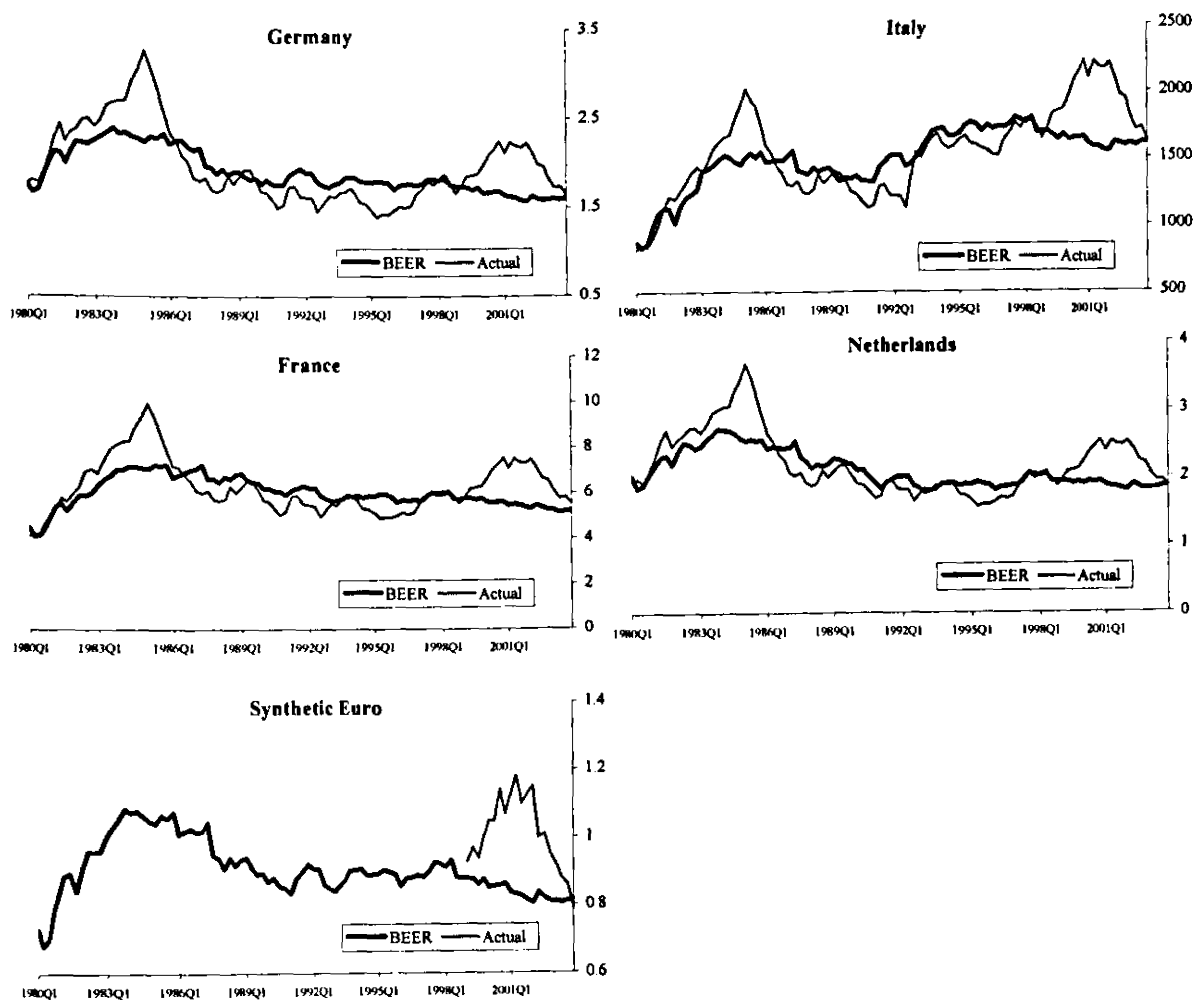 Germany
3.5
2.5
1.5
0.5
BEER Actual
1980Q1 1983Q1 1986Q1 1989Q1 1992Q1 1995Q1 1998Q1 2001Q1
Italy
2500
2000
1500
1000
500
BEER Actual
1980Q1 1983Q1 1986Q1 1989Q1 1992Q1 1995Q1 1998Q1 2001Q1
France
12
10
8
6
4
2
0
BEER Actual
1980Q1 1983Q1 1986Q1 1989Q1 1992Q1 1995Q1 1998Q1 2001Q1
Netherlands
4
3
2
1
0
BEER Actual
1980Q1 1983Q1 1986Q1 1989Q1 1992Q1 1995Q1 1998Q1 2001Q1
Synthetic Euro
1.4
1.2
1
0.8
0.6
BEER Actual
1980Q1 1983Q1 1986Q1 1989Q1 1992Q1 1995Q1 1998Q1 2001Q1